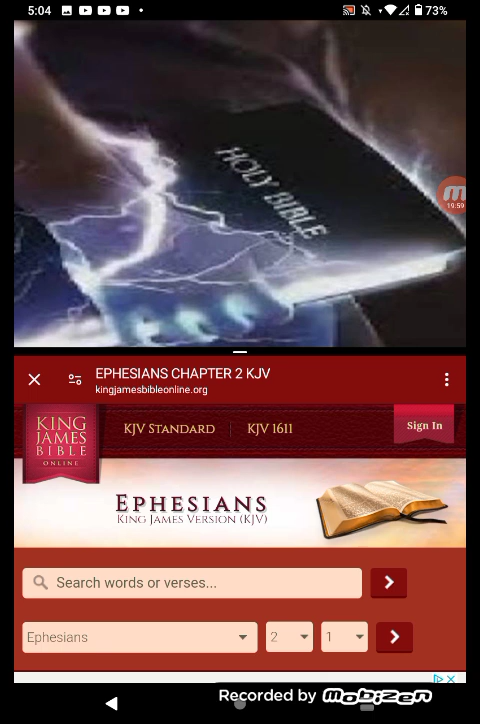 5:04
73%
HOLY BIBLE
19:59
EPHESIANS CHAPTER 2 KJV
kingjamesbibleonline.org
KING
JAMES
BIBLE
ONLINE
KJV STANDARD
KJV 1611
Sign In
EPHESIANS
KING JAMES VERSION (KJV)
Search words or verses...
Ephesians
2
1
Recorded by Mobizen